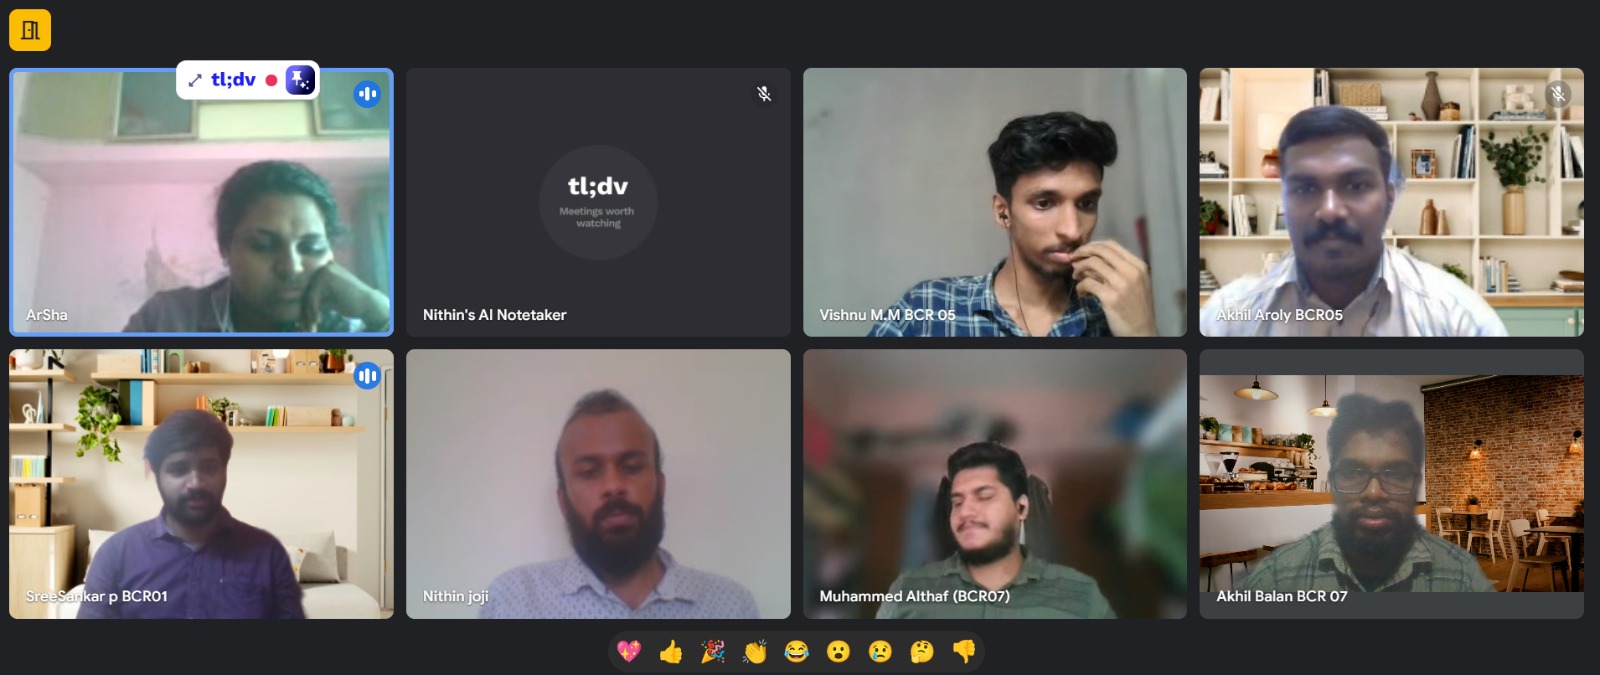 tl;dv
ArSha
tl;dv
Meetings worth
watching
Nithin's AI Notetaker
Vishnu M.M BCR 05
Akhil Aroly BCR05
SreeSankar p BCR01
Nithin joji
Muhammed Althaf (BCR07)
Akhil Balan BCR 07